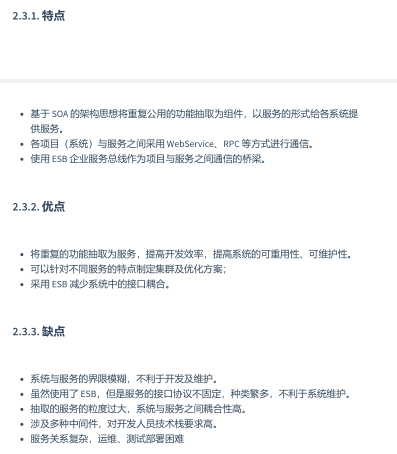 2.3.1. 特点
基于 SOA 的架构思想将重复公用的功能抽取为组件，以服务的形式给各系统提
供服务。
各项目（系统）与服务之间采用 WebService、RPC 等方式进行通信。
使用 ESB 企业服务总线作为项目与服务之间通信的桥梁。
2.3.2. 优点
将重复的功能抽取为服务，提高开发效率，提高系统的可重用性、可维护性。
可以针对不同服务的特点制定集群及优化方案；
采用 ESB 减少系统中的接口耦合。
2.3.3. 缺点
系统与服务的界限模糊，不利于开发及维护。
虽然使用了 ESB，但是服务的接口协议不固定，种类繁多，不利于系统维护。
抽取的服务的粒度过大，系统与服务之间耦合性高。
涉及多种中间件，对开发人员技术栈要求高。
服务关系复杂，运维、测试部署困难